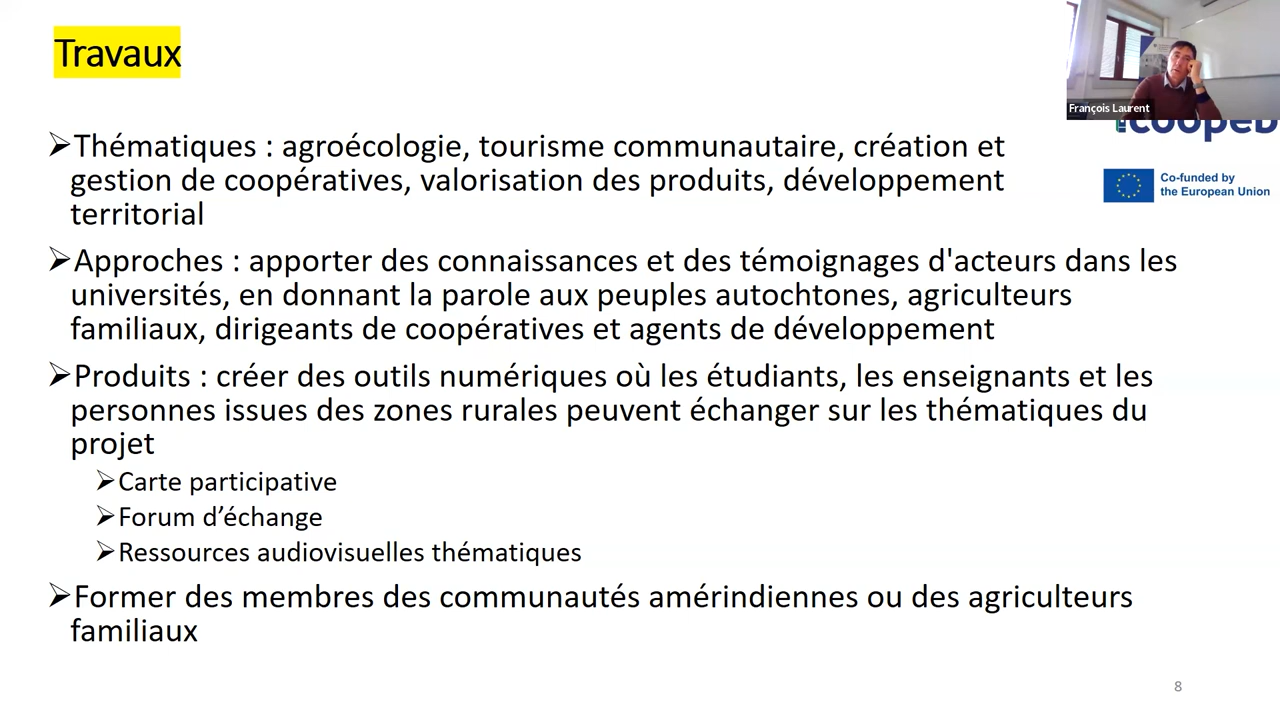 Travaux
François Laurent
➢Thématiques : agroécologie, tourisme communautaire, création et
gestion de coopératives, valorisation des produits, développement
territorial
Co-funded by
the European Union
➢Approches : apporter des connaissances et des témoignages d'acteurs dans les
universités, en donnant la parole aux peuples autochtones, agriculteurs
familiaux, dirigeants de coopératives et agents de développement
➢Produits : créer des outils numériques où les étudiants, les enseignants et les
personnes issues des zones rurales peuvent échanger sur les thématiques du
projet
➢Carte participative
➢Forum d’échange
➢Ressources audiovisuelles thématiques
➢Former des membres des communautés amérindiennes ou des agriculteurs
familiaux
8